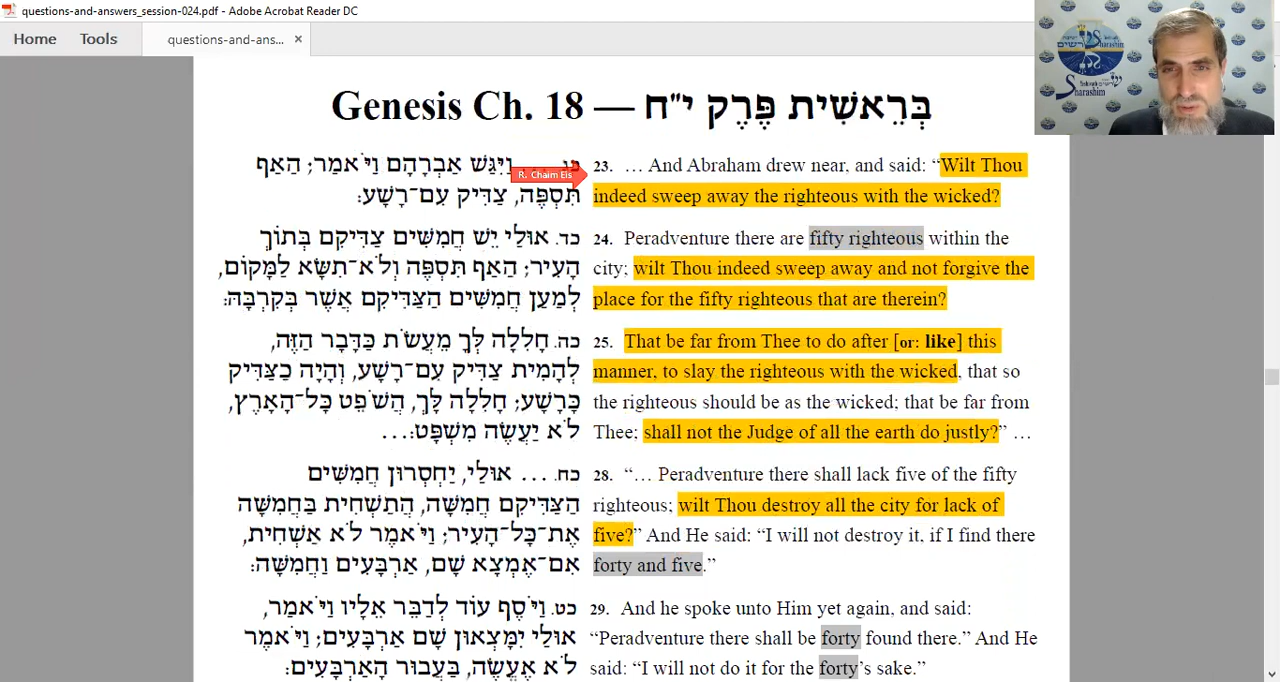 questions-and-answers_session-024.pdf - Adobe Acrobat Reader DC
Home Tools questions-and-ans... ×
Sharashim
שרשים
Sharashim
Genesis Ch. 18 — בְּרֵאשִׁית פֶּרֶק י"ח
R. Chaim Eis
וַיִּגַּשׁ אַבְרָהָם וַיֹּאמַר; הַאַף
תִּסְפֶּה, צַדִּיק עִם־רָשָׁע:
23. … And Abraham drew near, and said: “Wilt Thou
indeed sweep away the righteous with the wicked?
כד. אוּלַי יֵשׁ חֲמִשִּׁים צַדִּיקִם בְּתוֹךְ
הָעִיר; הַאַף תִּסְפֶּה וְלֹא־תִשָּׂא לַמָּקוֹם,
לְמַעַן חֲמִשִּׁים הַצַּדִּיקִם אֲשֶׁר בְּקִרְבָּהּ:
24. Peradventure there are fifty righteous within the
city; wilt Thou indeed sweep away and not forgive the
place for the fifty righteous that are therein?
כה. חָלִלָה לְּךָ מֵעֲשֹׂת כַּדָּבָר הַזֶּה,
לְהָמִית צַדִּיק עִם־רָשָׁע, וְהָיָה כַצַּדִּיק
כָּרָשָׁע; חָלִלָה לָּךְ, הֲשֹׁפֵט כָּל־הָאָרֶץ,
לֹא יַעֲשֶׂה מִשְׁפָּט:…
25. That be far from Thee to do after [or: like] this
manner, to slay the righteous with the wicked, that so
the righteous should be as the wicked; that be far from
Thee; shall not the Judge of all the earth do justly?” …
כח. … אוּלַי, יַחְסְרוּן חֲמִשִּׁים
הַצַּדִּיקִם חֲמִשָּׁה, הֲתַשְׁחִית בַּחֲמִשָּׁה
אֶת־כָּל־הָעִיר; וַיֹּאמֶר לֹא אַשְׁחִית,
אִם־אֶמְצָא שָׁם, אַרְבָּעִים וַחֲמִשָּׁה:
28. “… Peradventure there shall lack five of the fifty
righteous; wilt Thou destroy all the city for lack of
five?” And He said: “I will not destroy it, if I find there
forty and five.”
כט. וַיֹּסֶף עוֹד לְדַבֵּר אֵלָיו וַיֹּאמַר,
אוּלַי יִמָּצְאוּן שָׁם אַרְבָּעִים; וַיֹּאמֶר
לֹא אֶעֱשֶׂה, בַּעֲבוּר הָאַרְבָּעִים:
29. And he spoke unto Him yet again, and said:
“Peradventure there shall be forty found there.” And He
said: “I will not do it for the forty’s sake.”